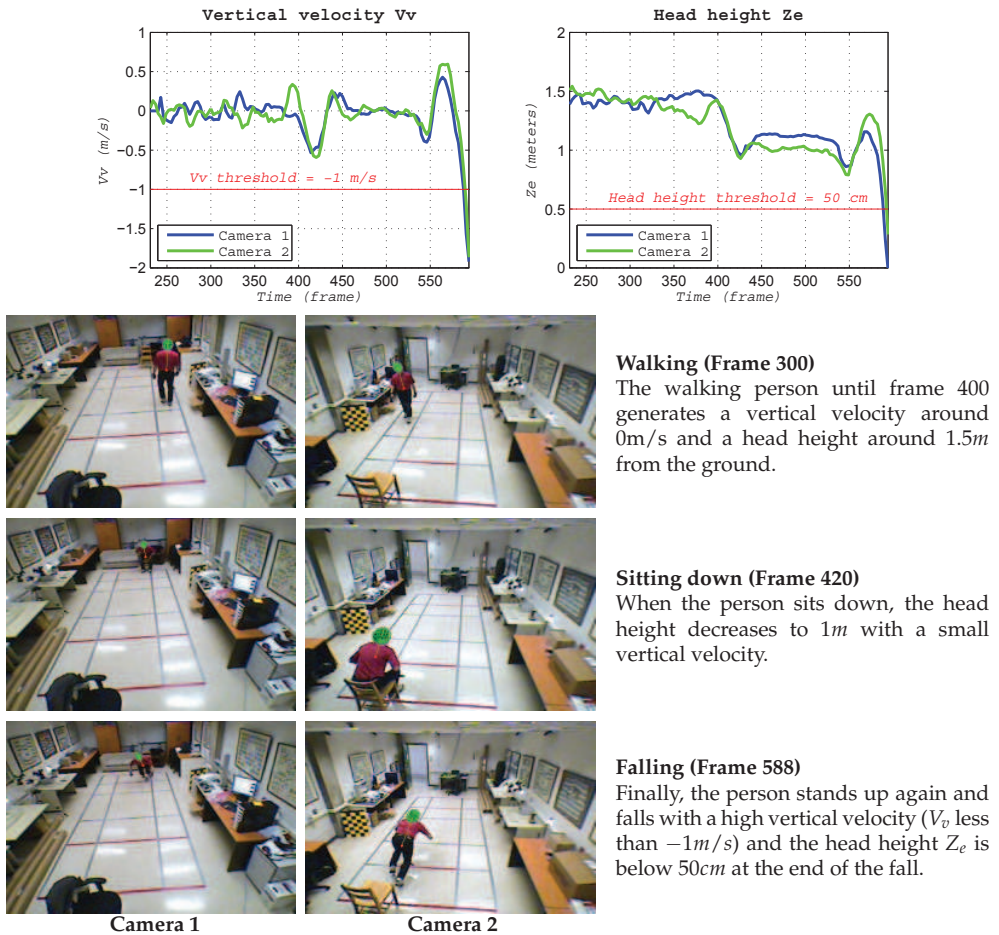 Vertical velocity Vv
1
0.5
0
−0.5
−1
−1.5
−2
Vv (m/s)
Vv threshold = -1 m/s
Camera 1
Camera 2
250 300 350 400 450 500 550
Time (frame)
Head height Ze
2
1.5
1
0.5
0
Ze (meters)
Head height threshold = 50 cm
Camera 1
Camera 2
250 300 350 400 450 500 550
Time (frame)
Walking (Frame 300)
The walking person until frame 400
generates a vertical velocity around
0m/s and a head height around 1.5m
from the ground.
Sitting down (Frame 420)
When the person sits down, the head
height decreases to 1m with a small
vertical velocity.
Falling (Frame 588)
Finally, the person stands up again and
falls with a high vertical velocity (Vv less
than −1m/s) and the head height Ze is
below 50cm at the end of the fall.
Camera 1 Camera 2